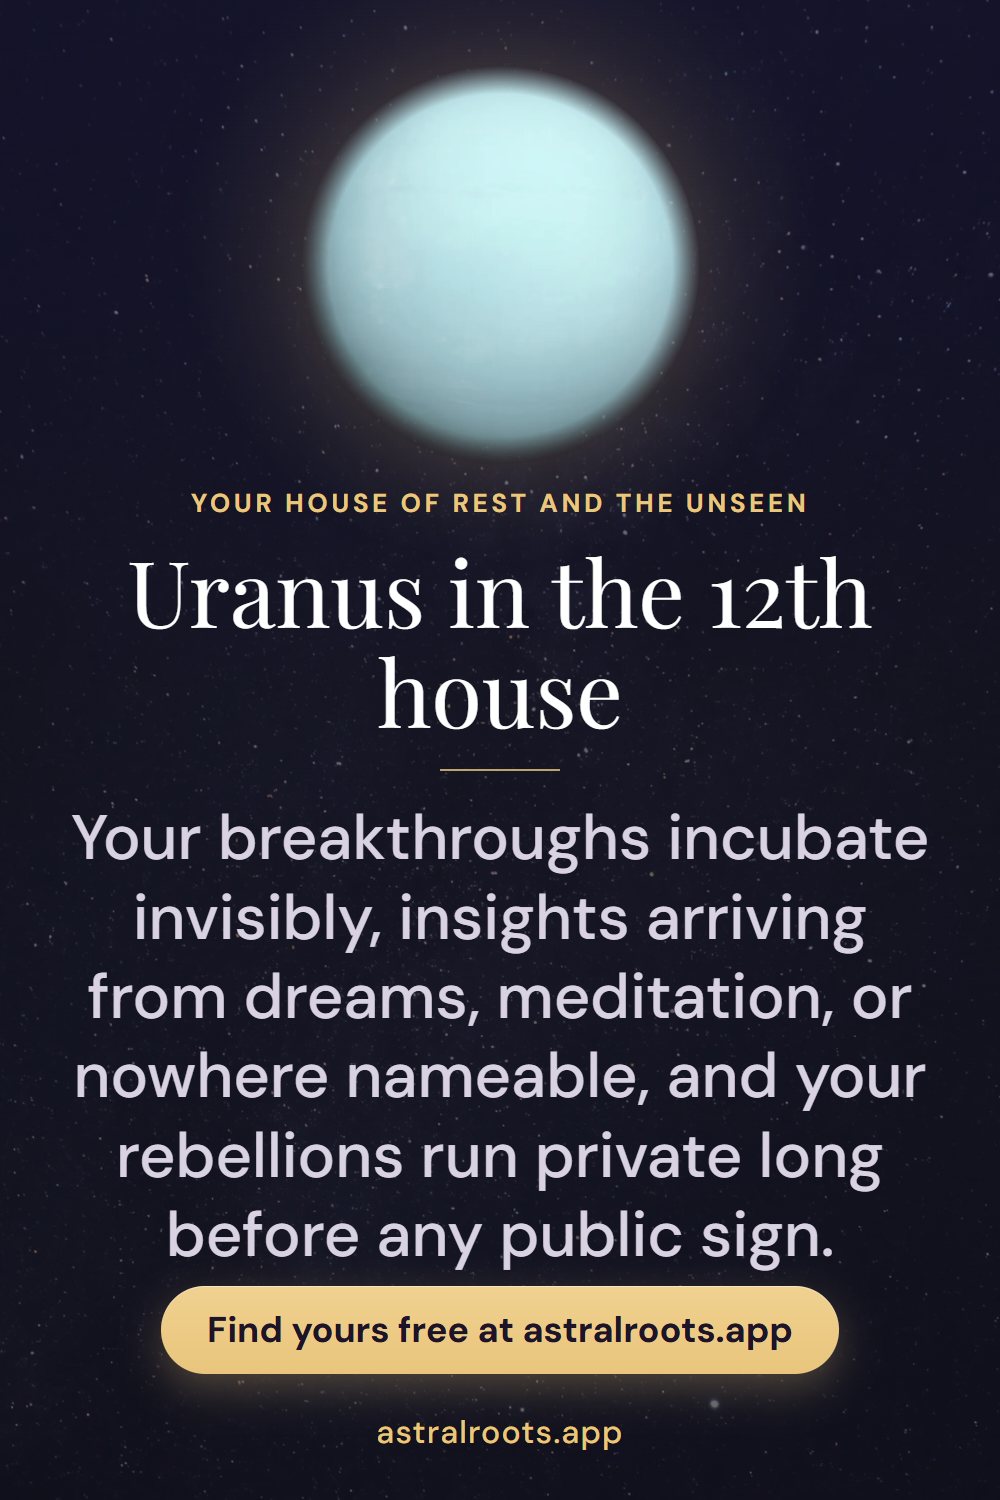 YOUR HOUSE OF REST AND THE UNSEEN
Uranus in the 12th
house
Your breakthroughs incubate
invisibly, insights arriving
from dreams, meditation, or
nowhere nameable, and your
rebellions run private long
before any public sign.
Find yours free at astralroots.app
astralroots.app